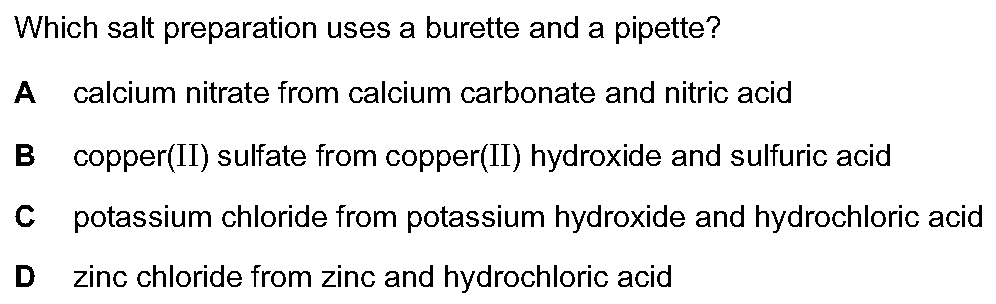 Which salt preparation uses a burette and a pipette?
A calcium nitrate from calcium carbonate and nitric acid
B copper(II) sulfate from copper(II) hydroxide and sulfuric acid
C potassium chloride from potassium hydroxide and hydrochloric acid
D zinc chloride from zinc and hydrochloric acid